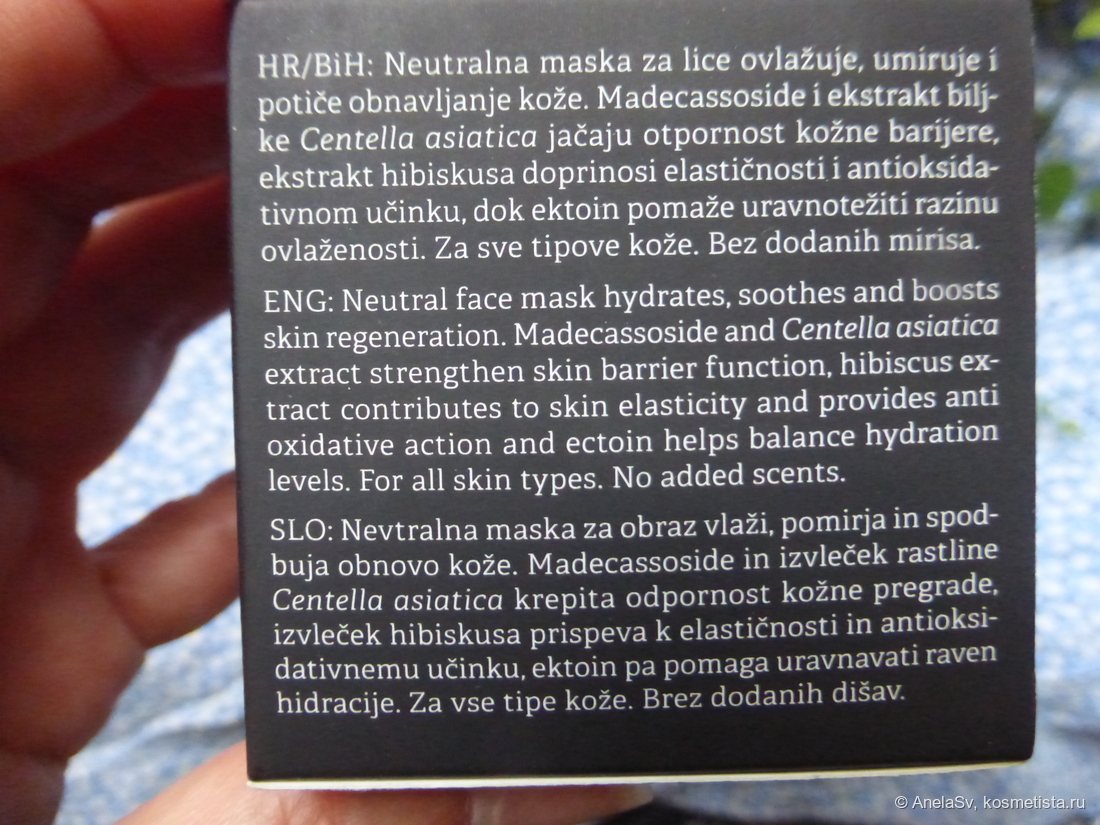 HR/BiH: Neutralna maska za lice ovlažuje, umiruje i
potiče obnavljanje kože. Madecassoside i ekstrakt bilj-
ke Centella asiatica jačaju otpornost kožne barijere,
ekstrakt hibiskusa doprinosi elastičnosti i antioksida-
tivnom učinku, dok ektoin pomaže uravnotežiti razinu
ovlaženosti. Za sve tipove kože. Bez dodanih mirisa.
ENG: Neutral face mask hydrates, soothes and boosts
skin regeneration. Madecassoside and Centella asiatica
extract strengthen skin barrier function, hibiscus ex-
tract contributes to skin elasticity and provides anti
oxidative action and ectoin helps balance hydration
levels. For all skin types. No added scents.
SLO: Nevtralna maska za obraz vlaži, pomirja in spod-
buja obnovo kože. Madecassoside in izvleček rastline
Centella asiatica krepita odpornost kožne pregrade,
izvleček hibiskusa prispeva k elastičnosti in antioksi-
dativnemu učinku, ektoin pa pomaga uravnavati raven
hidracije. Za vse tipe kože. Brez dodanih dišav.
© AnelaSv, kosmetista.ru